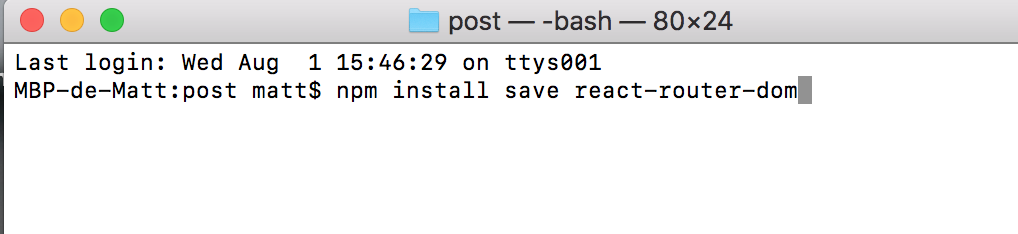 post — -bash — 80×24
Last login: Wed Aug  1 15:46:29 on ttys001
MBP-de-Matt:post matt$ npm install save react-router-dom